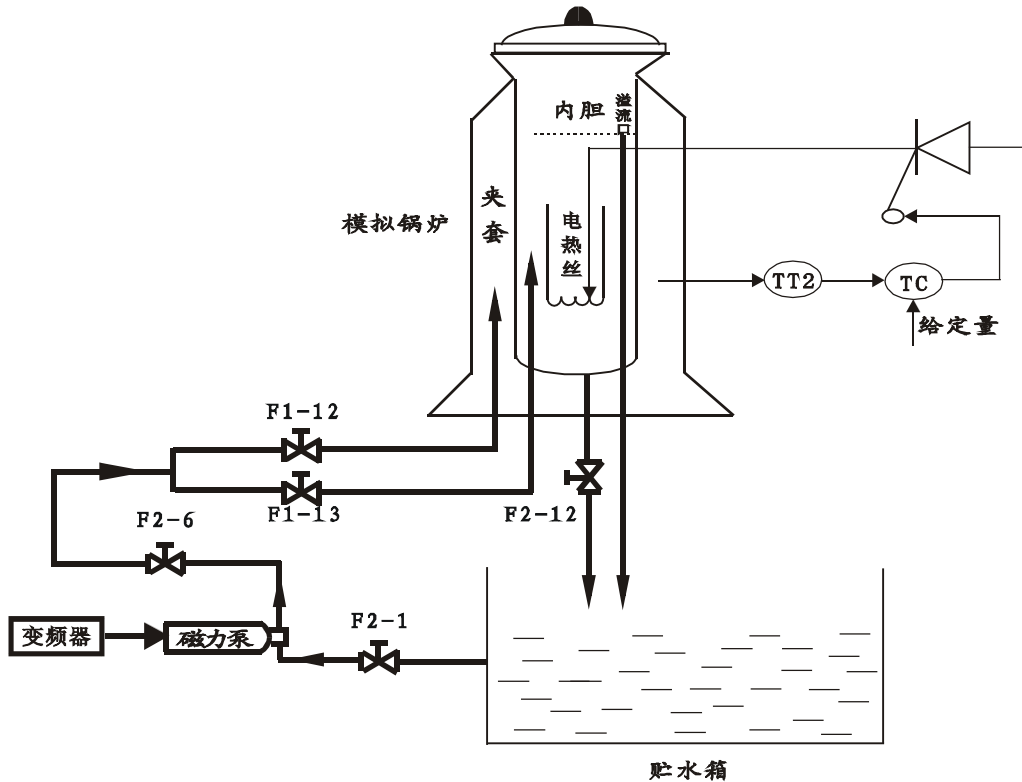 内胆
溢流口
夹套
模拟锅炉
电热丝
TT2
TC
给定量
F1-12
F1-13
F2-12
F2-6
变频器
磁力泵
F2-1
贮水箱